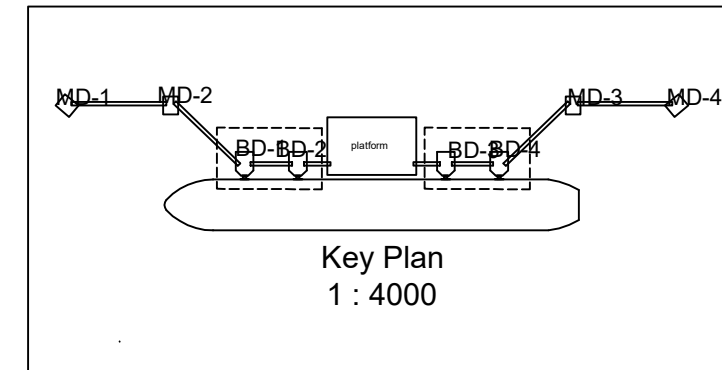 MD-1 MD-2 MD-3 MD-4
BD-1 BD-2 platform BD-3 BD-4
Key Plan
1 : 4000